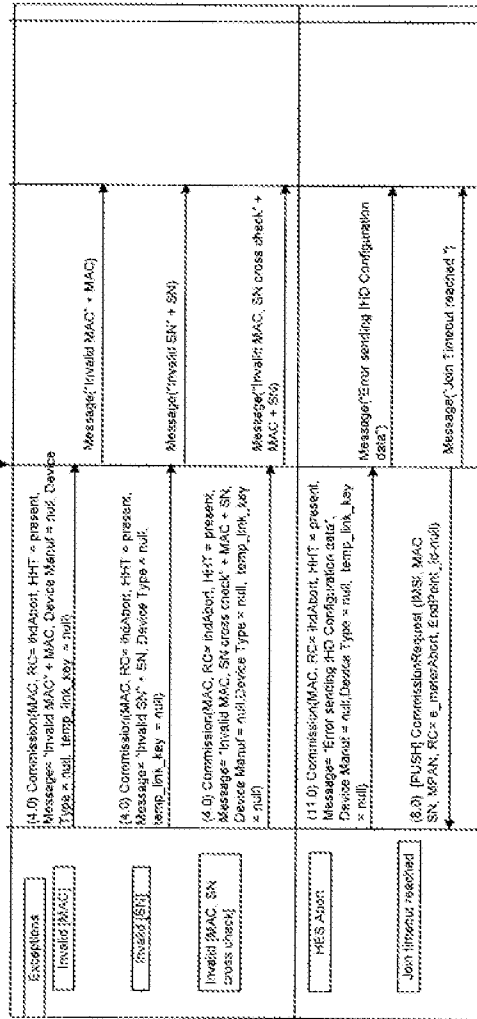 Exceptions
Invalid [MAC]
(4.0) Commission(MAC, RC= ihdAbort, HHT = present,
Message= "Invalid MAC" + MAC, Device Manuf = null, Device
Type = null, temp_link_key = null)
Message("Invalid MAC" + MAC)
Invalid [SN]
(4.0) Commission(MAC, RC= ihdAbort, HHT = present,
Message= "Invalid SN" + SN, Device Type = null,
temp_link_key = null)
Message("Invalid SN" + SN)
Invalid [MAC, SN
cross check]
(4.0) Commission(MAC, RC= ihdAbort, HHT = present,
Message= "Invalid MAC, SN cross check" + MAC + SN,
Device Manuf = null,Device Type = null, temp_link_key
= null)
Message("Invalid MAC, SN cross check" +
MAC + SN)
HES Abort
(11.0) Commission(MAC, RC= ihdAbort, HHT = present,
Message= "Error sending IHD Configuration data",
Device Manuf = null,Device Type = null, temp_link_key
= null)
Message("Error sending IHD Configuration
data")
Join timeout reached
(8.0) [PUSH] CommissionRequest (IMSI, MAC
SN, MPAN, RC= e_meterAbort, EndPoint_id=null)
Message("Join Timeout reached ")